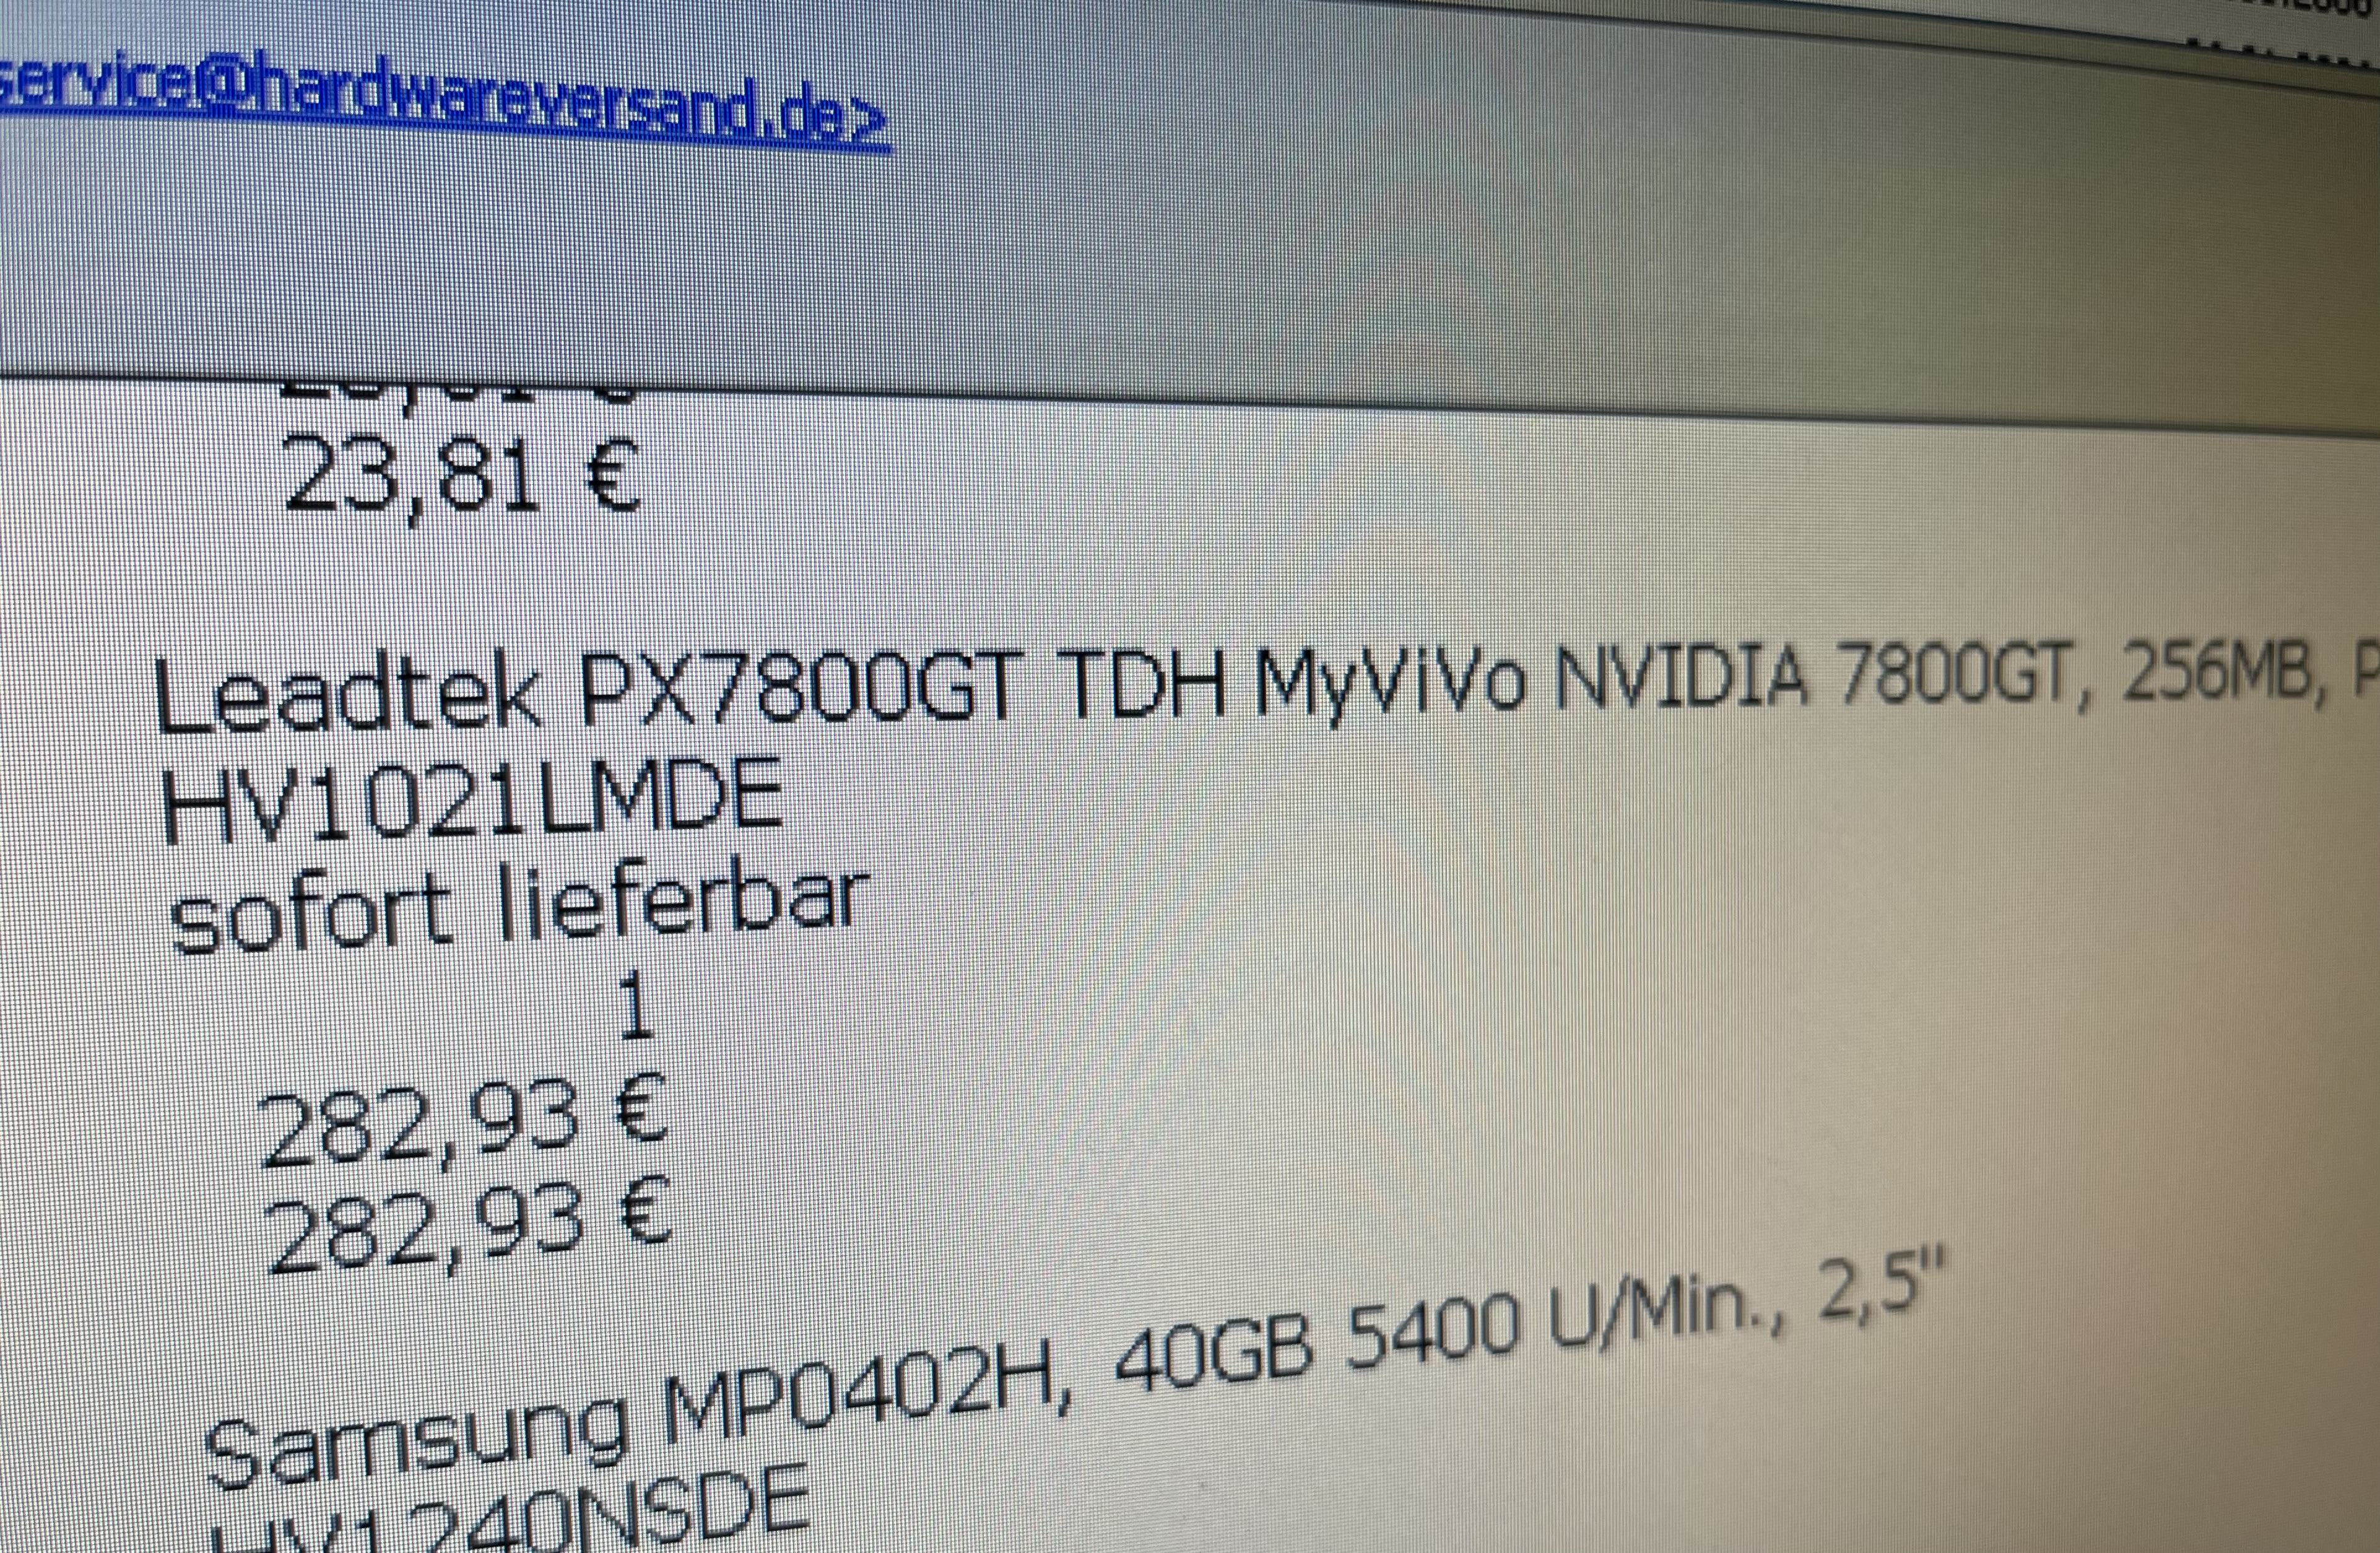 service@hardwareversand.de>
23,81 €
Leadtek PX7800GT TDH MyViVo NVIDIA 7800GT, 256MB, P
HV1021LMDE
sofort lieferbar
1
282,93 €
282,93 €
Samsung MP0402H, 40GB 5400 U/Min., 2,5"
HV1240NSDE